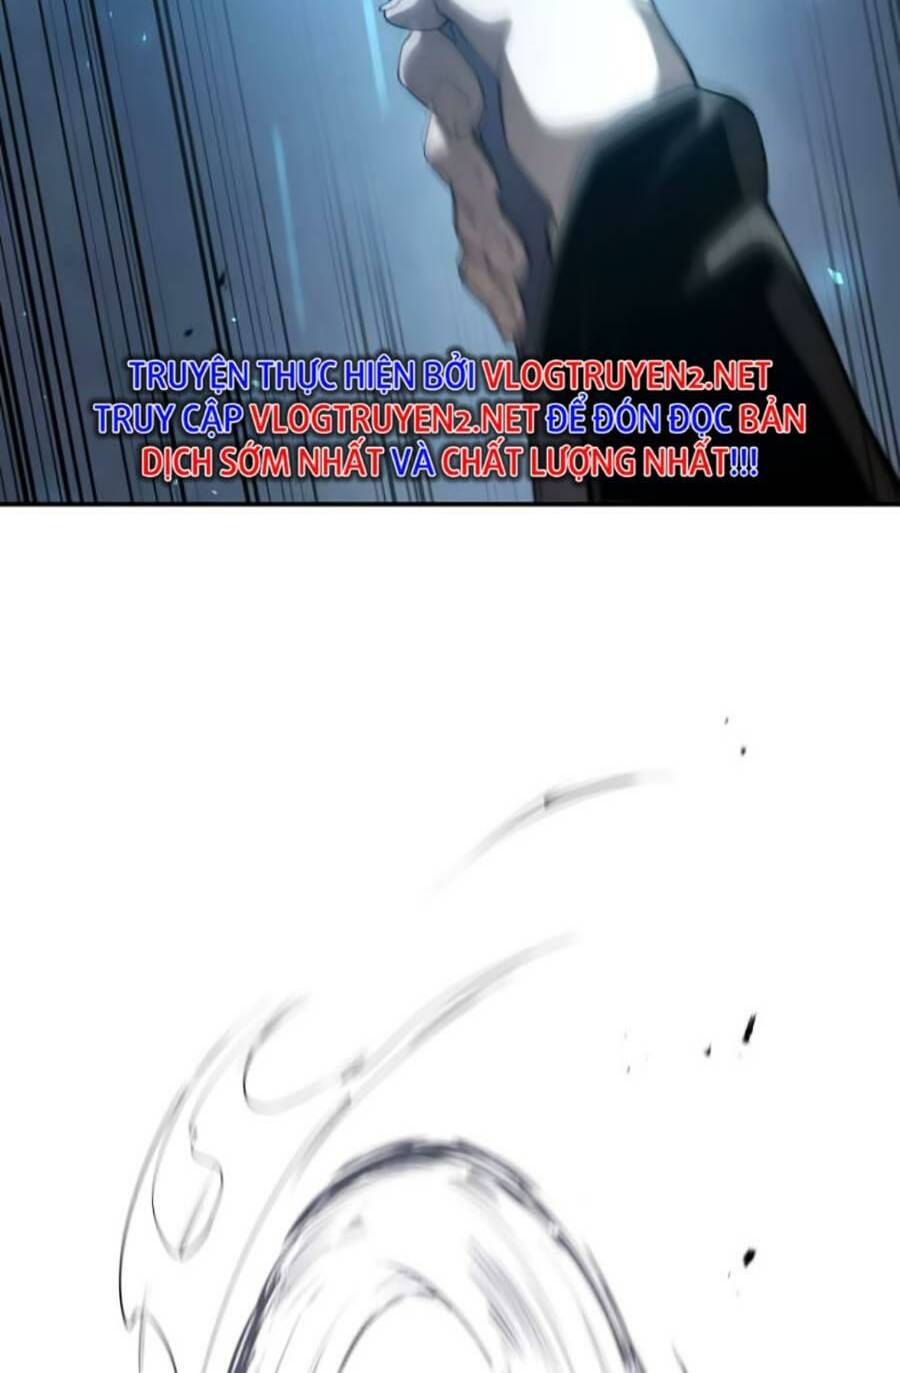 TRUYỆN THỰC HIỆN BỞI VLOGTRUYEN2.NET
TRUY CẬP VLOGTRUYEN2.NET ĐỂ ĐÓN ĐỌC BẢN
DỊCH SỚM NHẤT VÀ CHẤT LƯỢNG NHẤT!!!